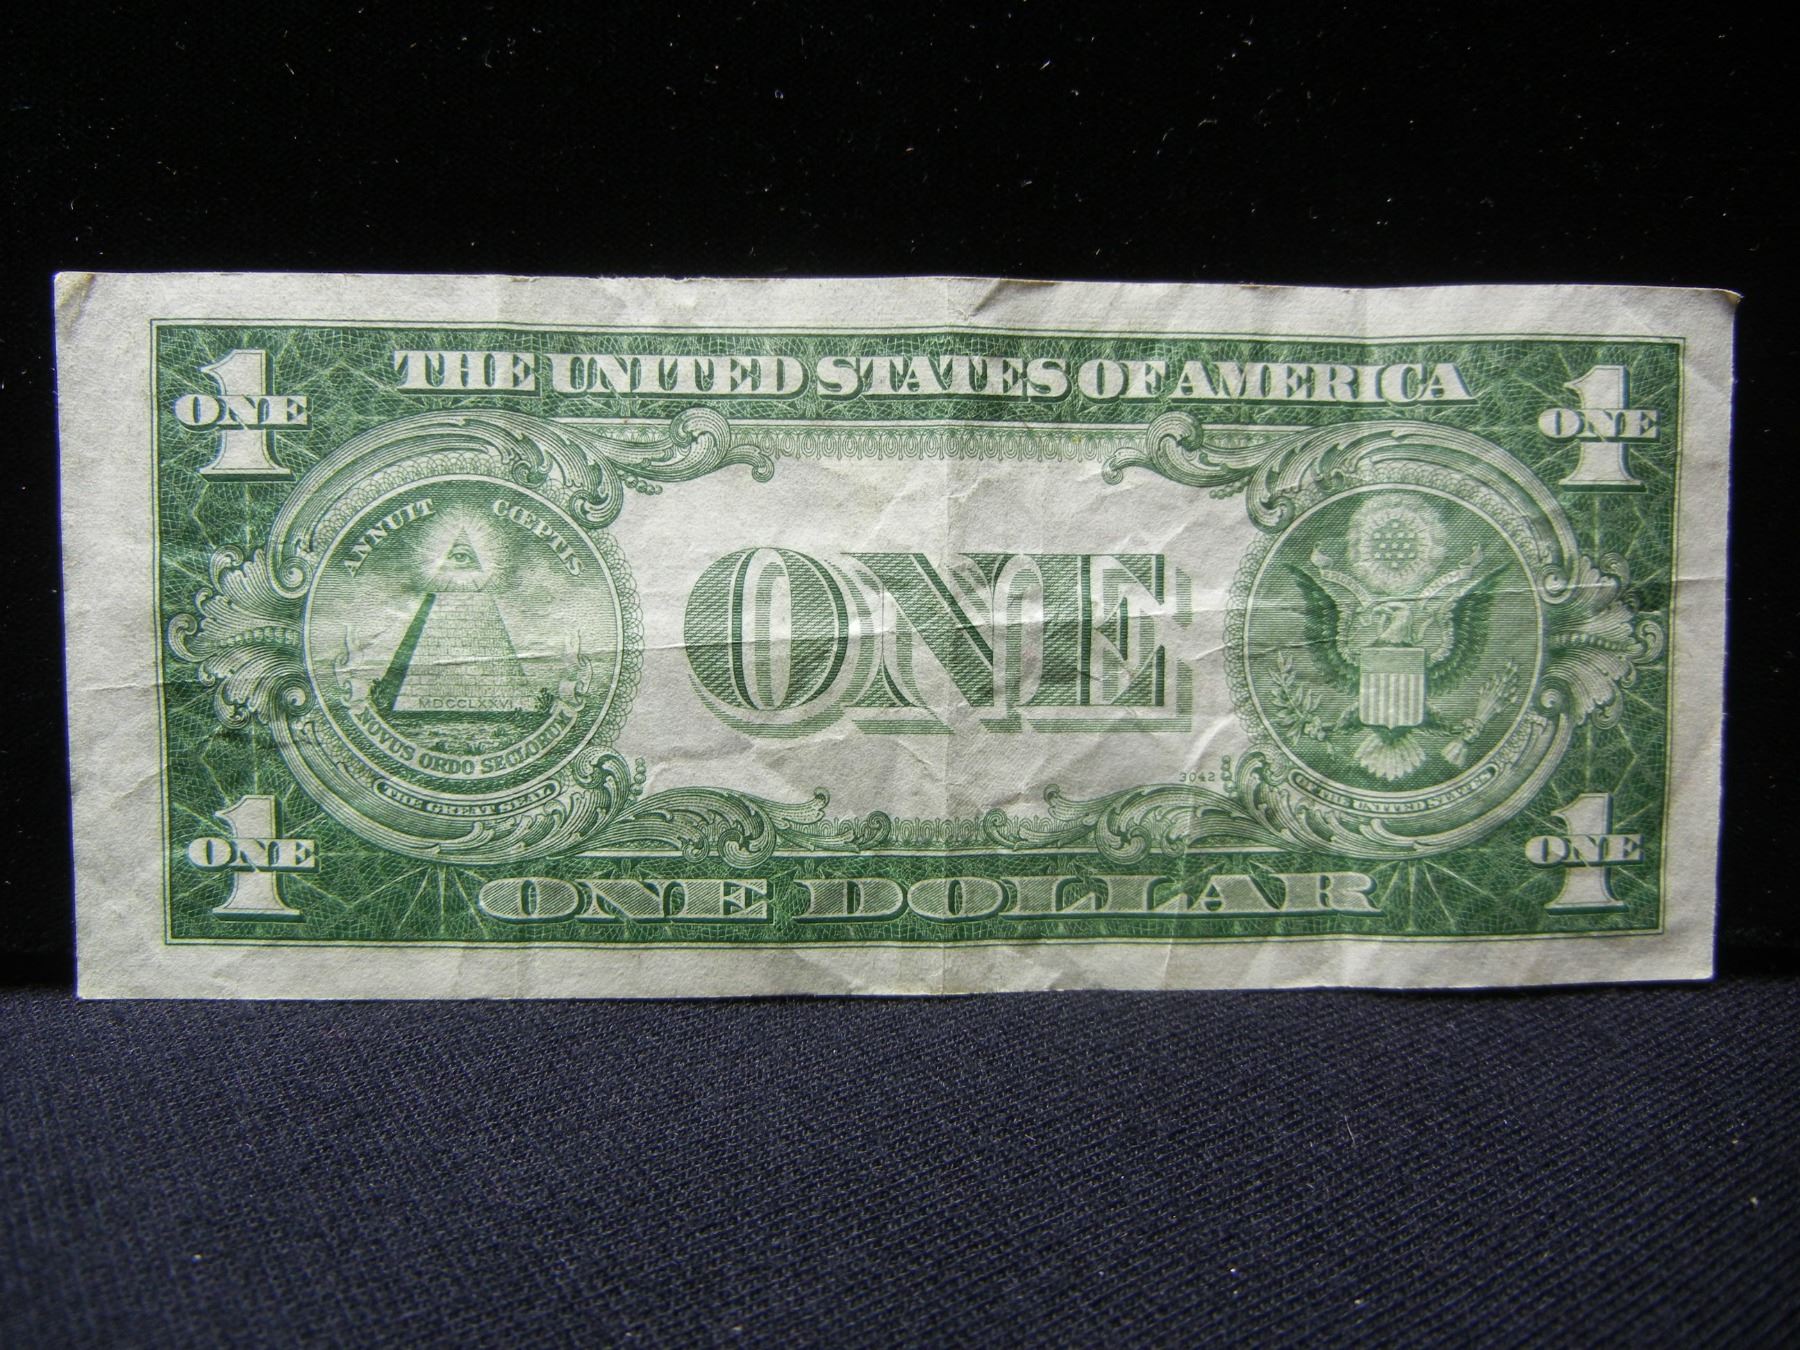 THE UNITED STATES OF AMERICA
1 ONE
1 ONE
ANNUIT CŒPTIS
MDCCLXXVI
NOVUS ORDO SECLORUM
THE GREAT SEAL
ONE
3042
OF THE UNITED STATES
1 ONE
1 ONE
ONE DOLLAR